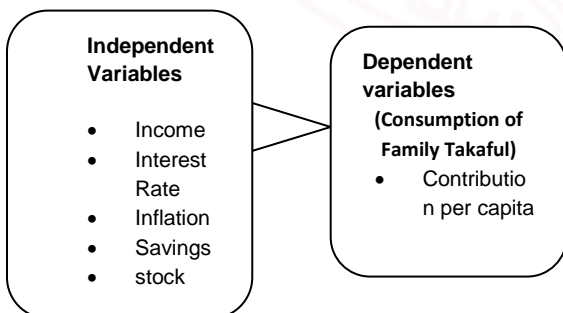 Independent
Variables
• Income
• Interest
Rate
• Inflation
• Savings
• stock
Dependent
variables
(Consumption of
Family Takaful)
• Contributio
n per capita